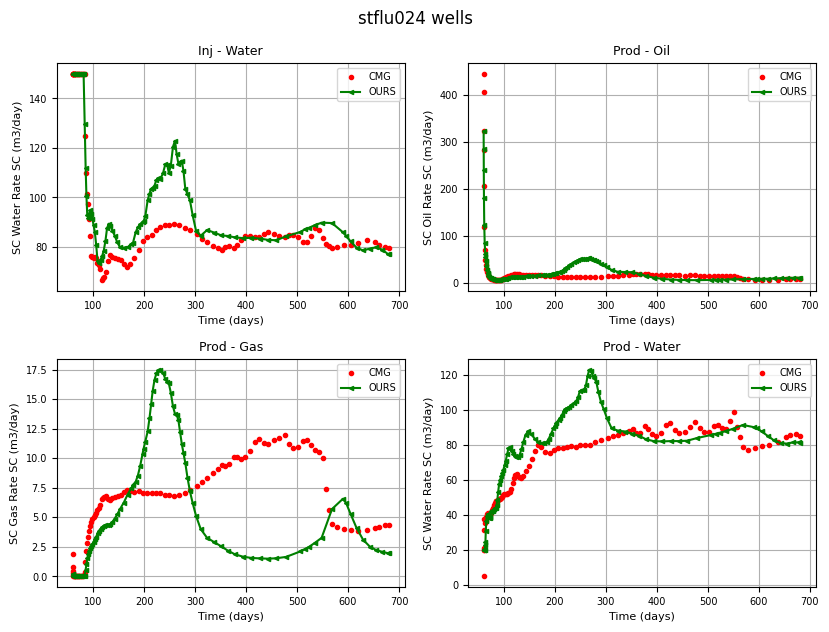 stflu024 wells
Inj - Water
SC Water Rate SC (m3/day)
140
120
100
80
100 200 300 400 500 600 700
Time (days)
CMG
OURS
Prod - Oil
SC Oil Rate SC (m3/day)
400
300
200
100
0
100 200 300 400 500 600 700
Time (days)
CMG
OURS
Prod - Gas
SC Gas Rate SC (m3/day)
17.5
15.0
12.5
10.0
7.5
5.0
2.5
0.0
100 200 300 400 500 600 700
Time (days)
CMG
OURS
Prod - Water
SC Water Rate SC (m3/day)
120
100
80
60
40
20
0
100 200 300 400 500 600 700
Time (days)
CMG
OURS